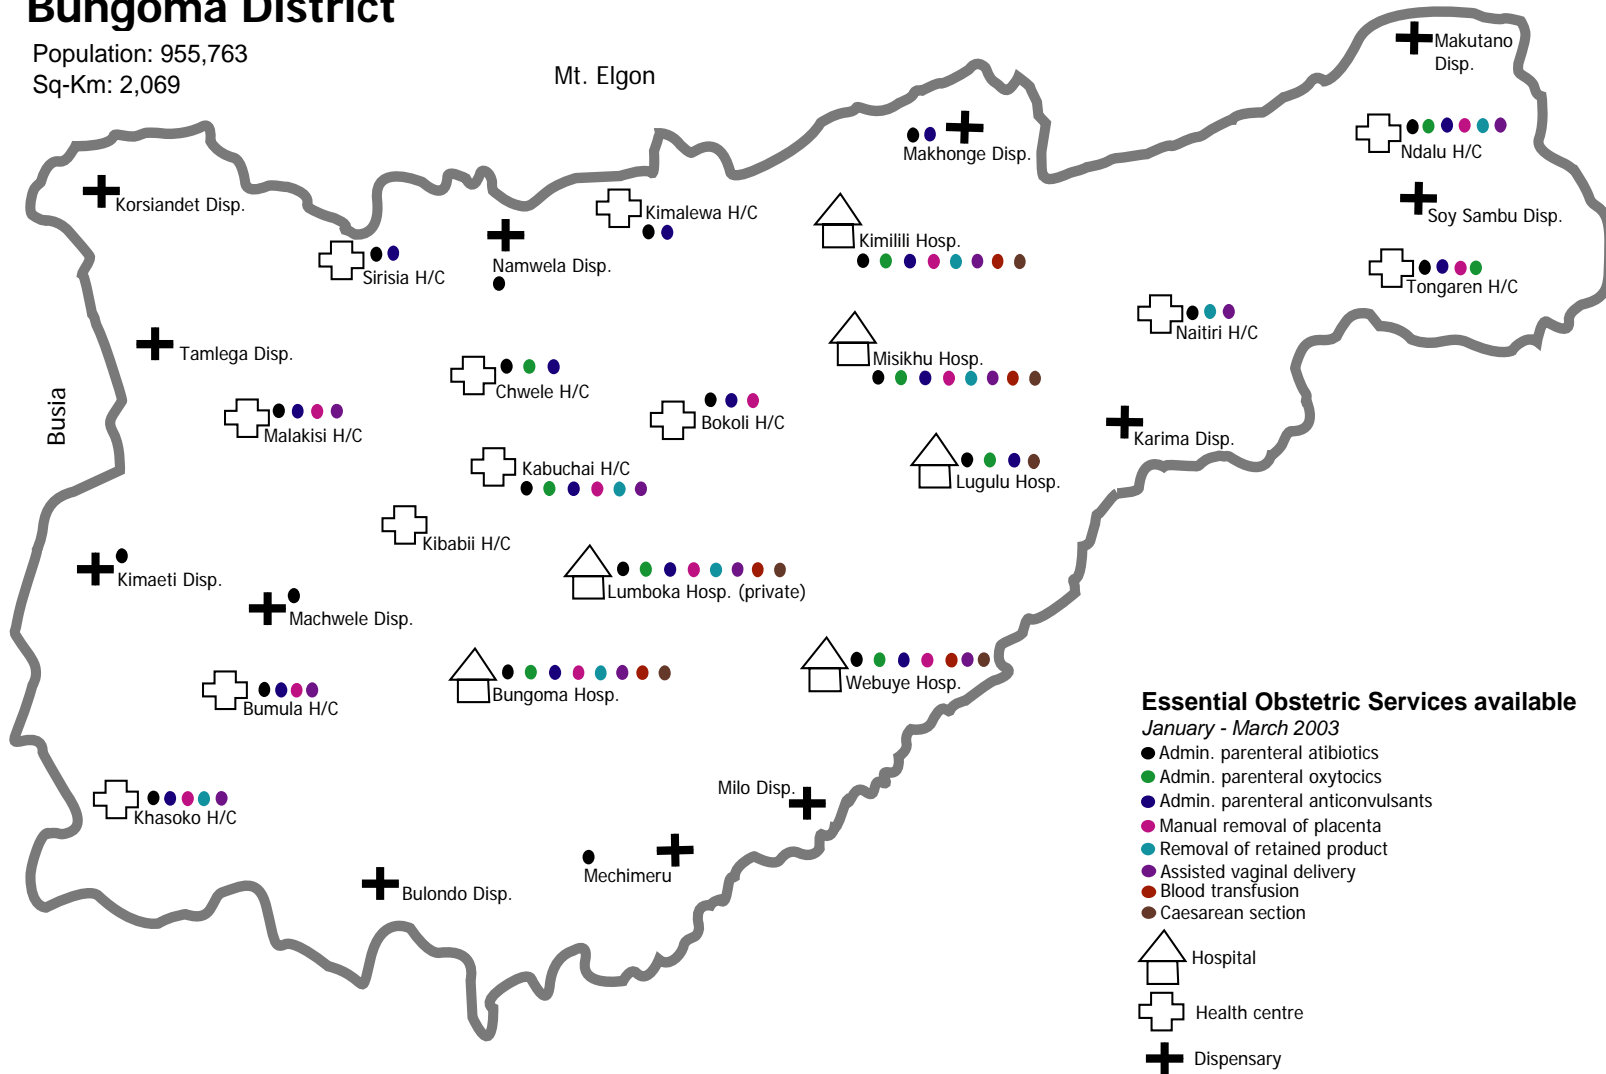 Bungoma District
Population: 955,763
Sq-Km: 2,069
Mt. Elgon
Busia
Makutano
Disp.
Makhonge Disp.
Ndalu H/C
Korsiandet Disp.
Kimalewa H/C
Soy Sambu Disp.
Kimilili Hosp.
Namwela Disp.
Sirisia H/C
Tongaren H/C
Naitiri H/C
Tamlega Disp.
Misikhu Hosp.
Chwele H/C
Bokoli H/C
Malakisi H/C
Karima Disp.
Kabuchai H/C
Lugulu Hosp.
Kibabii H/C
Kimaeti Disp.
Lumboka Hosp. (private)
Machwele Disp.
Webuye Hosp.
Bungoma Hosp.
Bumula H/C
Milo Disp.
Khasoko H/C
Mechimeru
Bulondo Disp.
Essential Obstetric Services available
January - March 2003
Admin. parenteral atibiotics
Admin. parenteral oxytocics
Admin. parenteral anticonvulsants
Manual removal of placenta
Removal of retained product
Assisted vaginal delivery
Blood transfusion
Caesarean section
Hospital
Health centre
Dispensary